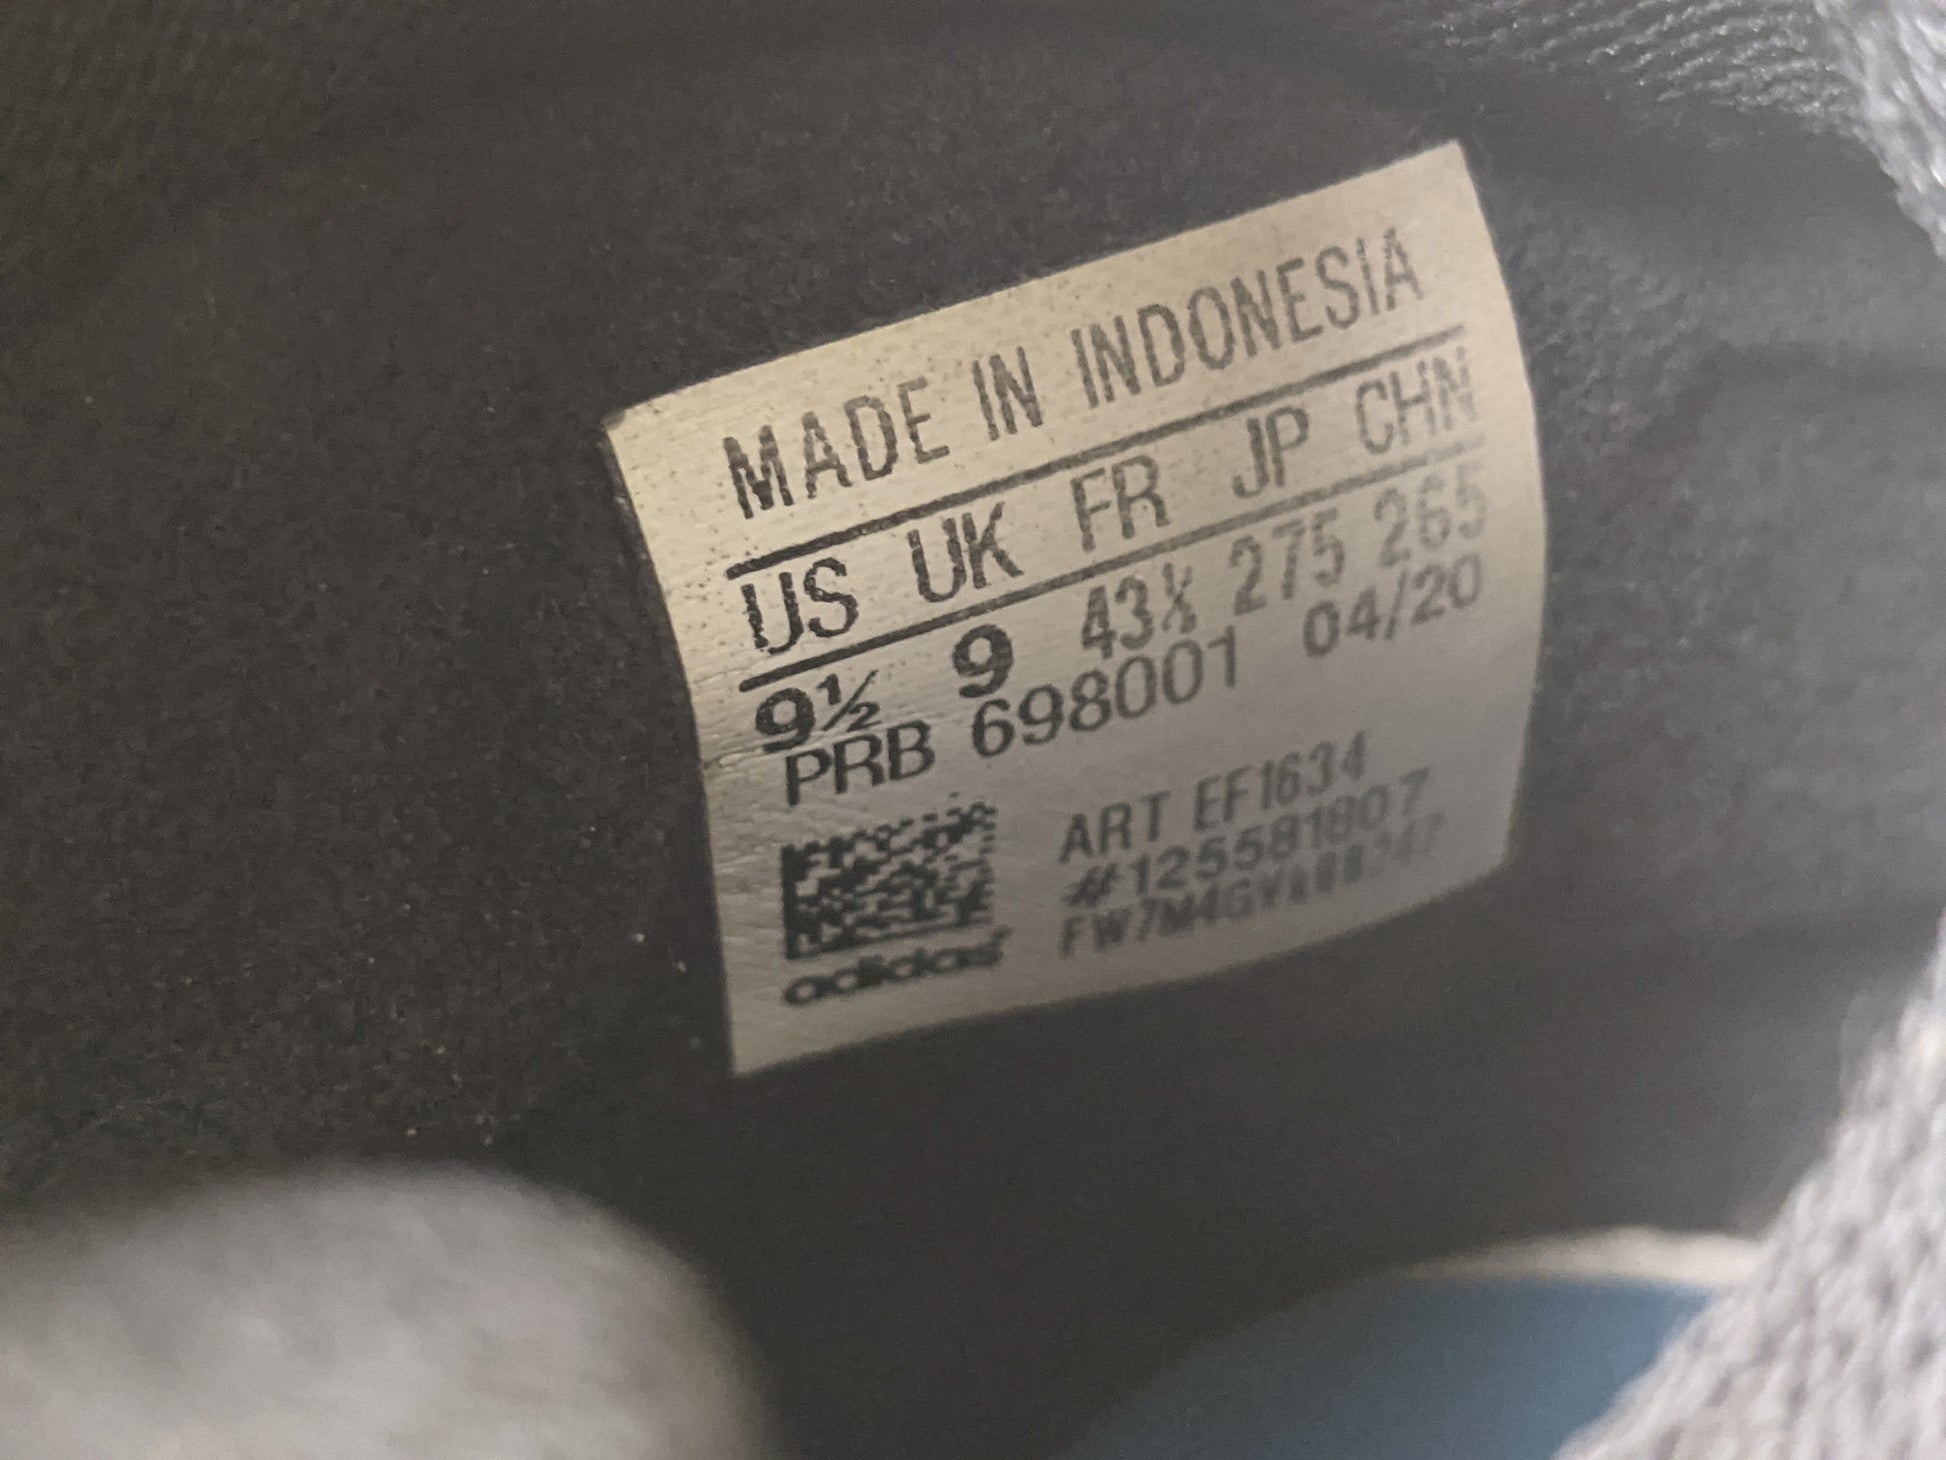 MADE IN INDONESIA
US UK FR JP CHN
9½ 9 43⅓ 275 265
PRB 698001 04/20
ART EF1634
#125581807
adidas